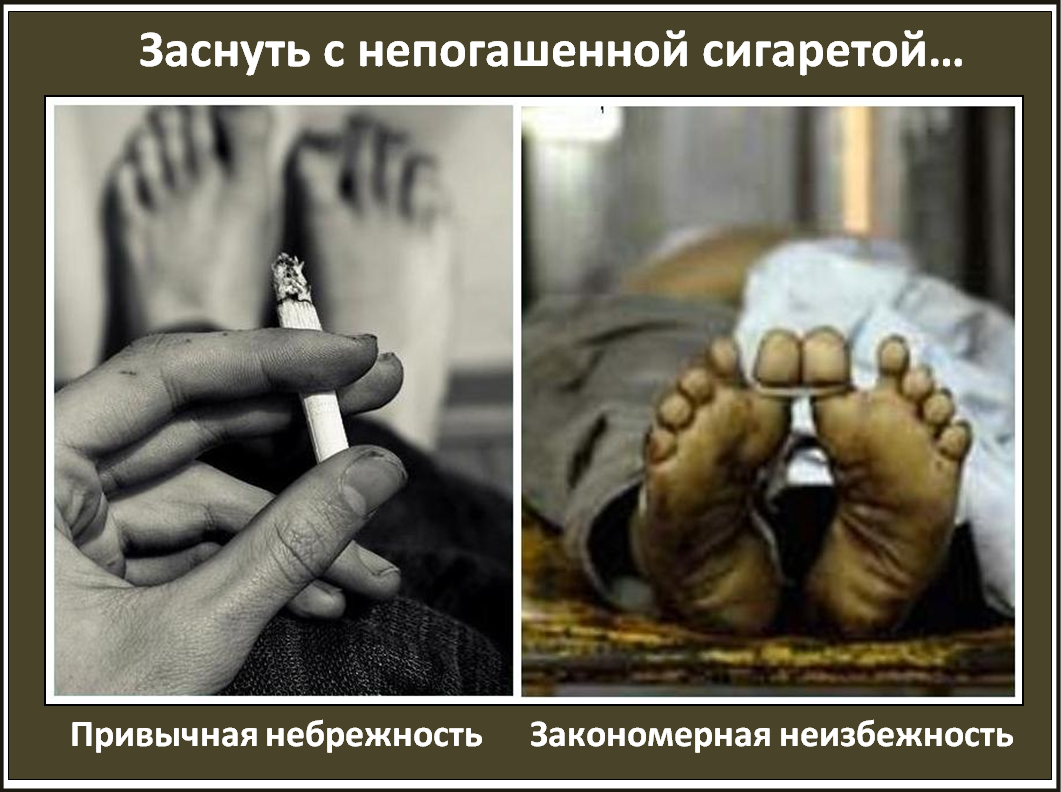 Заснуть с непогашенной сигаретой...
Привычная небрежность
Закономерная неизбежность